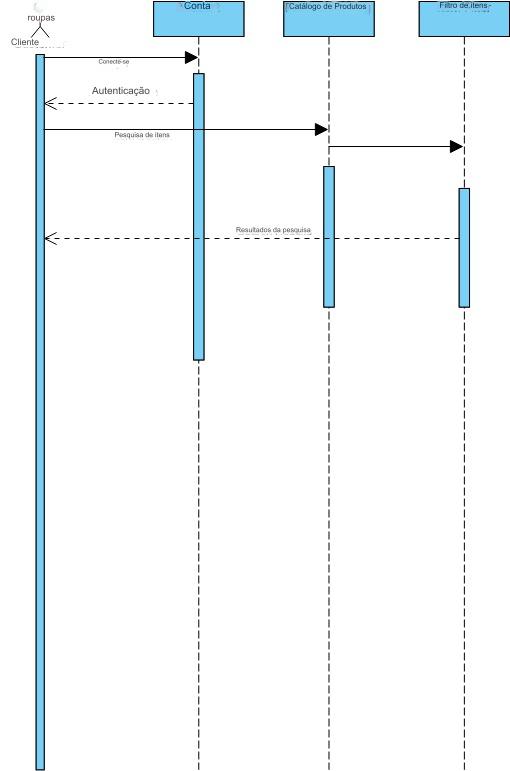 roupas
Cliente
Conta
Catálogo de Produtos
Filtro de itens
Conecte-se
Autenticação
Pesquisa de itens
Resultados da pesquisa